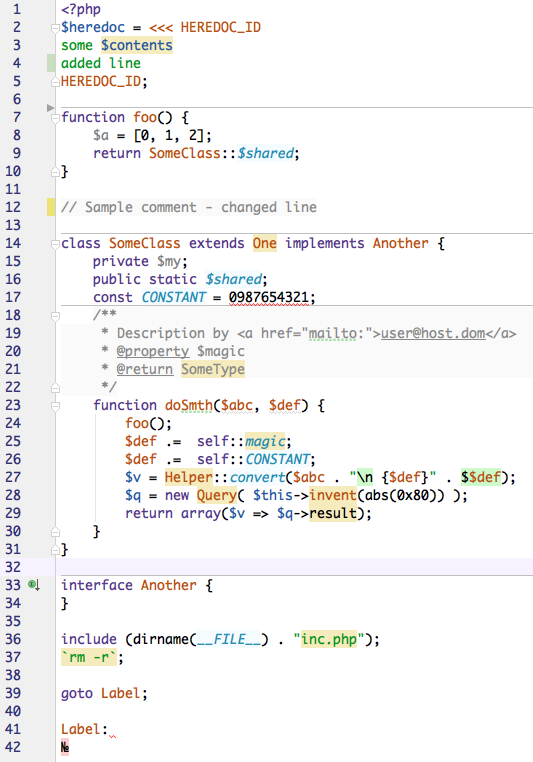 1 <?php
2 $heredoc = <<< HEREDOC_ID
3 some $contents
4 added line
5 HEREDOC_ID;
6
7 function foo() {
8     $a = [0, 1, 2];
9     return SomeClass::$shared;
10 }
11
12 // Sample comment - changed line
13
14 class SomeClass extends One implements Another {
15     private $my;
16     public static $shared;
17     const CONSTANT = 0987654321;
18     /**
19      * Description by <a href="mailto:">user@host.dom</a>
20      * @property $magic
21      * @return SomeType
22      */
23     function doSmth($abc, $def) {
24         foo();
25         $def .=  self::magic;
26         $def .=  self::CONSTANT;
27         $v = Helper::convert($abc . "\n {$def}" . $$def);
28         $q = new Query( $this->invent(abs(0x80)) );
29         return array($v => $q->result);
30     }
31 }
32
33 interface Another {
34 }
35
36 include (dirname(__FILE__) . "inc.php");
37 `rm -r`;
38
39 goto Label;
40
41 Label:
42 №